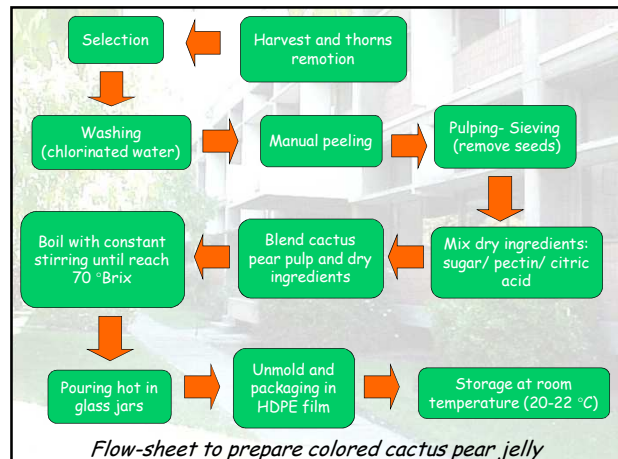 Selection
Harvest and thorns
remotion
Washing
(chlorinated water)
Manual peeling
Pulping- Sieving
(remove seeds)
Boil with constant
stirring until reach
70 °Brix
Blend cactus
pear pulp and dry
ingredients
Mix dry ingredients:
sugar/ pectin/ citric
acid
Pouring hot in
glass jars
Unmold and
packaging in
HDPE film
Storage at room
temperature (20-22 °C)
Flow-sheet to prepare colored cactus pear jelly